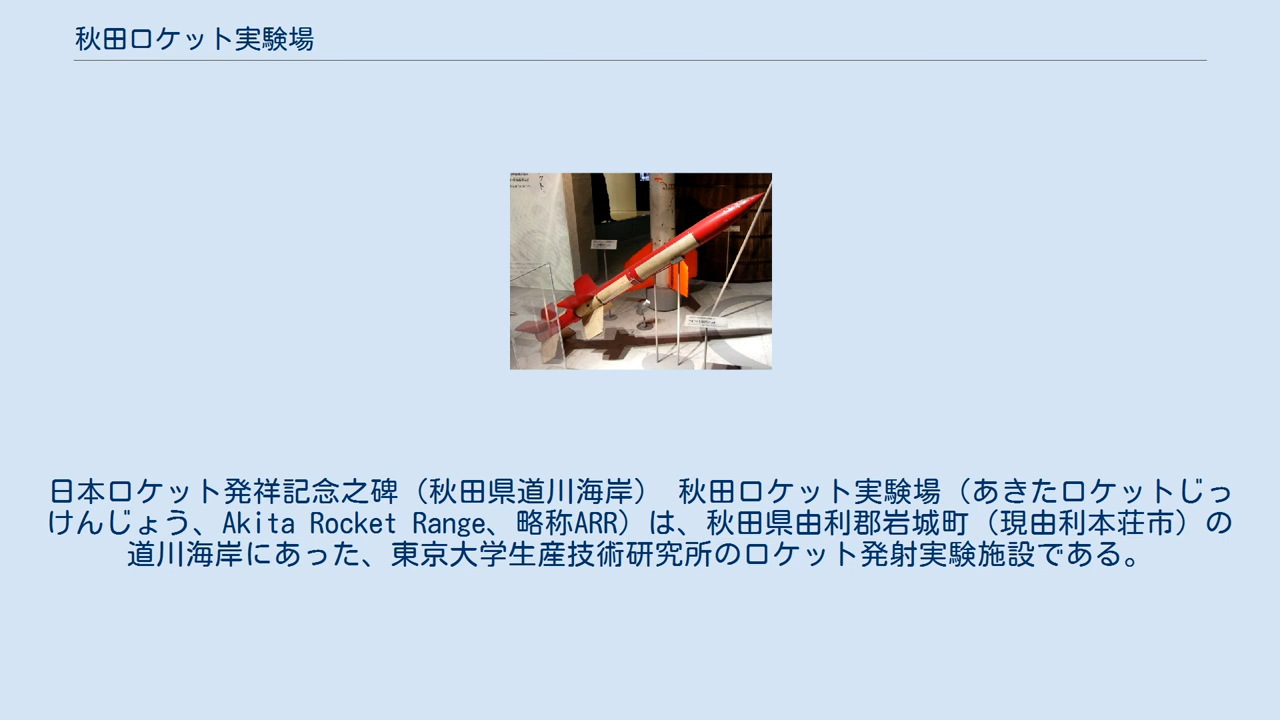 秋田ロケット実験場
日本ロケット発祥記念之碑（秋田県道川海岸） 秋田ロケット実験場（あきたロケットじっ
けんじょう、Akita Rocket Range、略称ARR）は、秋田県由利郡岩城町（現由利本荘市）の
道川海岸にあった、東京大学生産技術研究所のロケット発射実験施設である。